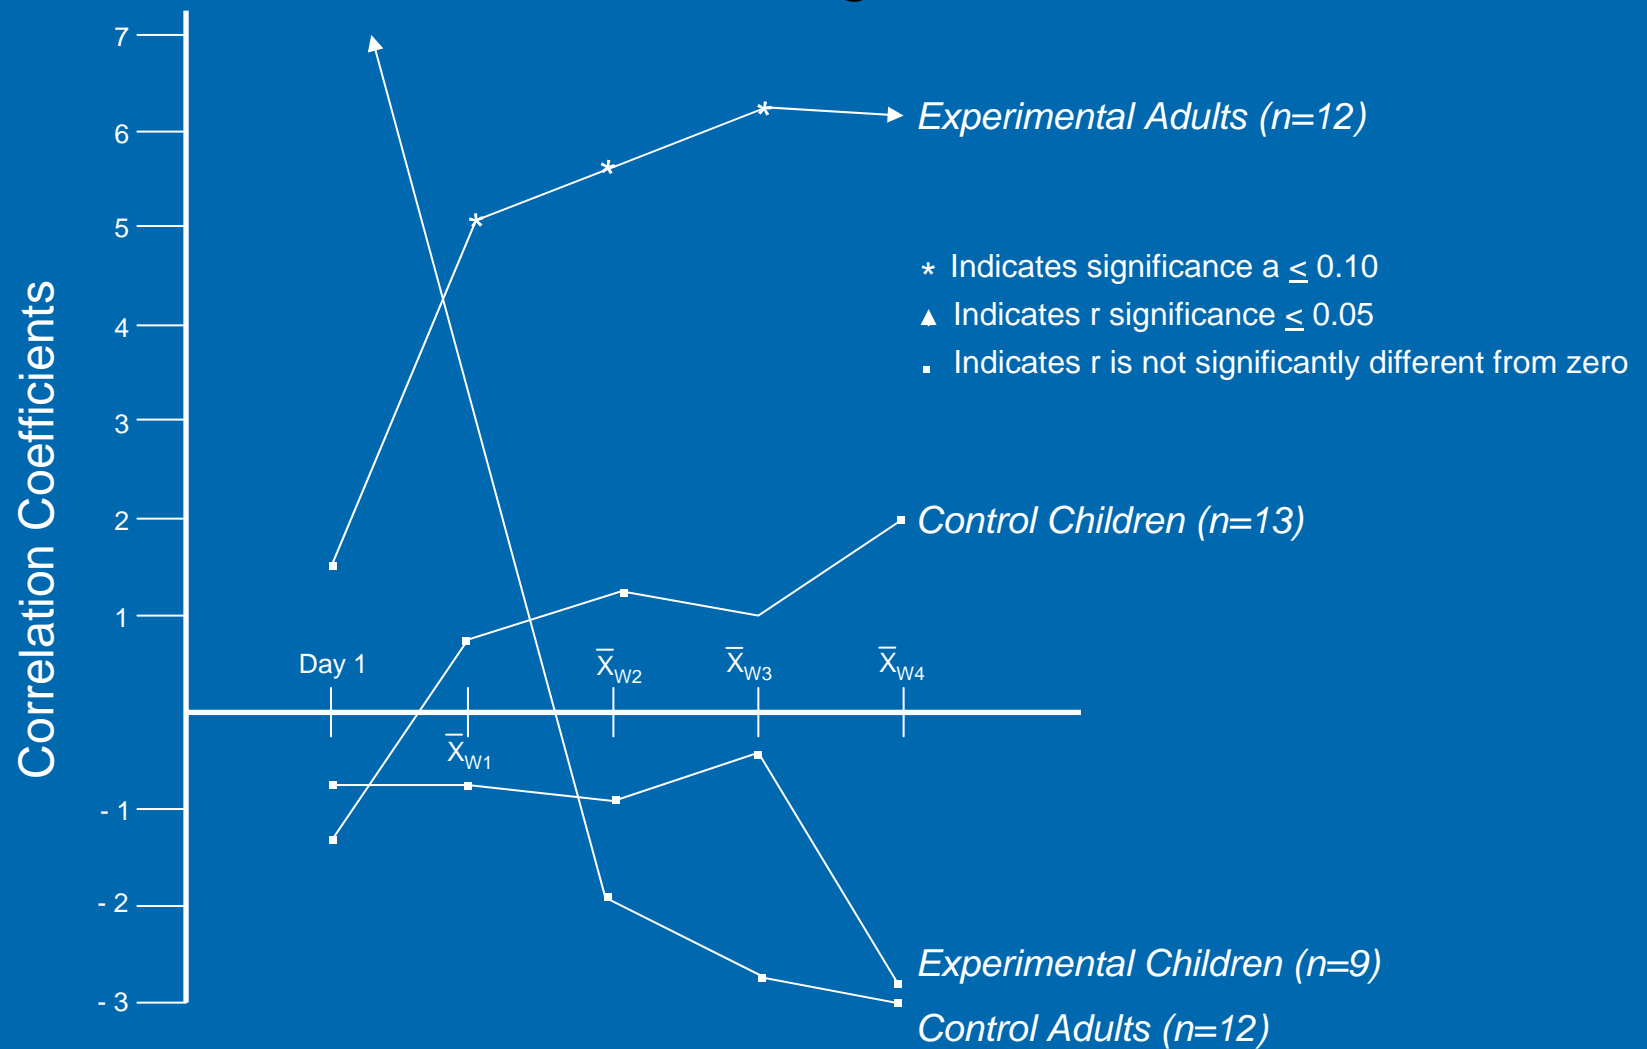 7
6
5
4
3
2
1
- 1
- 2
- 3
Correlation Coefficients
Experimental Adults (n=12)
* Indicates significance a ≤ 0.10
▲ Indicates r significance ≤ 0.05
▪ Indicates r is not significantly different from zero
Control Children (n=13)
Day 1
X̅W1
X̅W2
X̅W3
X̅W4
Experimental Children (n=9)
Control Adults (n=12)